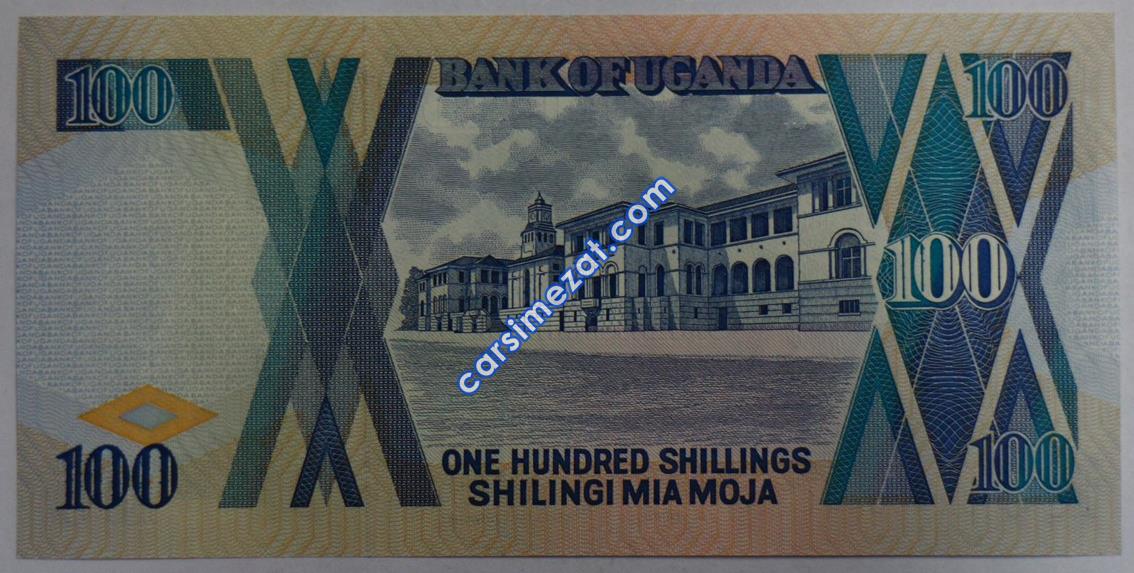 BANK OF UGANDA
100
100
100
carsimezat.com
100
100
ONE HUNDRED SHILLINGS
SHILINGI MIA MOJA